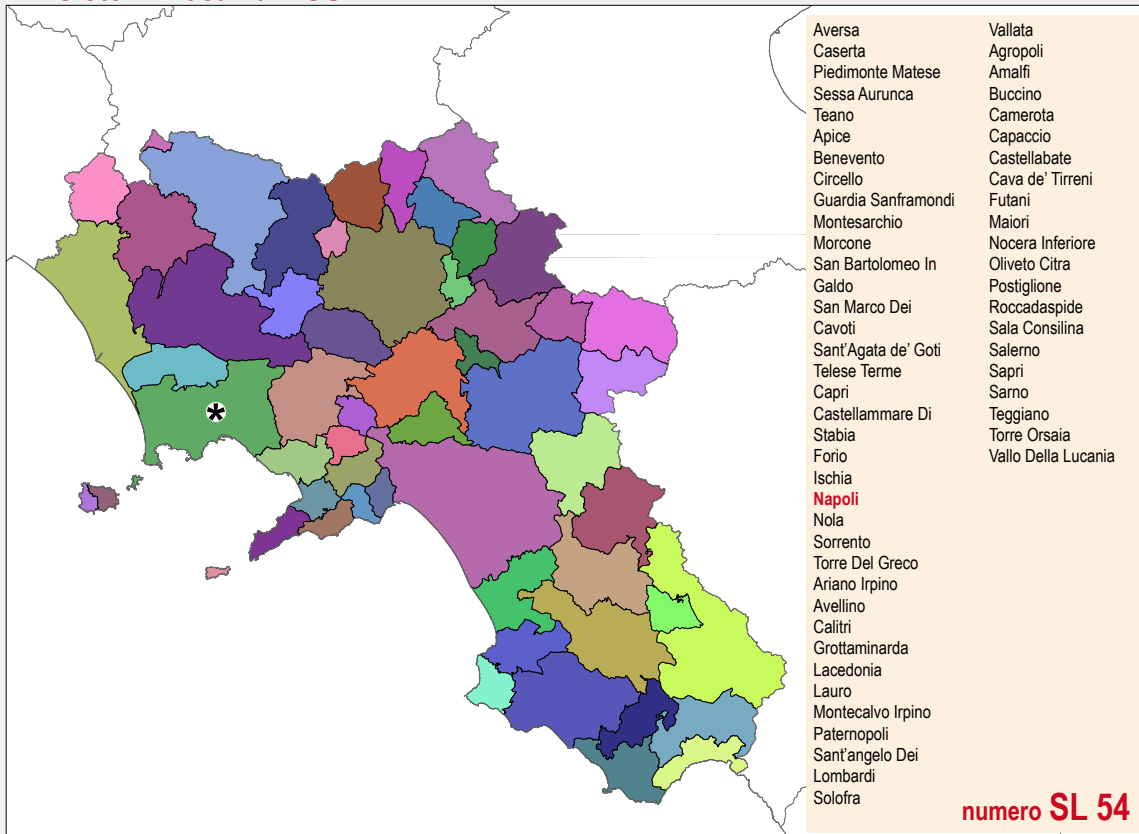 Aversa
Caserta
Piedimonte Matese
Sessa Aurunca
Teano
Apice
Benevento
Circello
Guardia Sanframondi
Montesarchio
Morcone
San Bartolomeo In
Galdo
San Marco Dei
Cavoti
Sant'Agata de' Goti
Telese Terme
Capri
Castellammare Di
Stabia
Forio
Ischia
Napoli
Nola
Sorrento
Torre Del Greco
Ariano Irpino
Avellino
Calitri
Grottaminarda
Lacedonia
Lauro
Montecalvo Irpino
Paternopoli
Sant'angelo Dei
Lombardi
Solofra
Vallata
Agropoli
Amalfi
Buccino
Camerota
Capaccio
Castellabate
Cava de' Tirreni
Futani
Maiori
Nocera Inferiore
Oliveto Citra
Postiglione
Roccadaspide
Sala Consilina
Salerno
Sapri
Sarno
Teggiano
Torre Orsaia
Vallo Della Lucania
*
numero SL 54